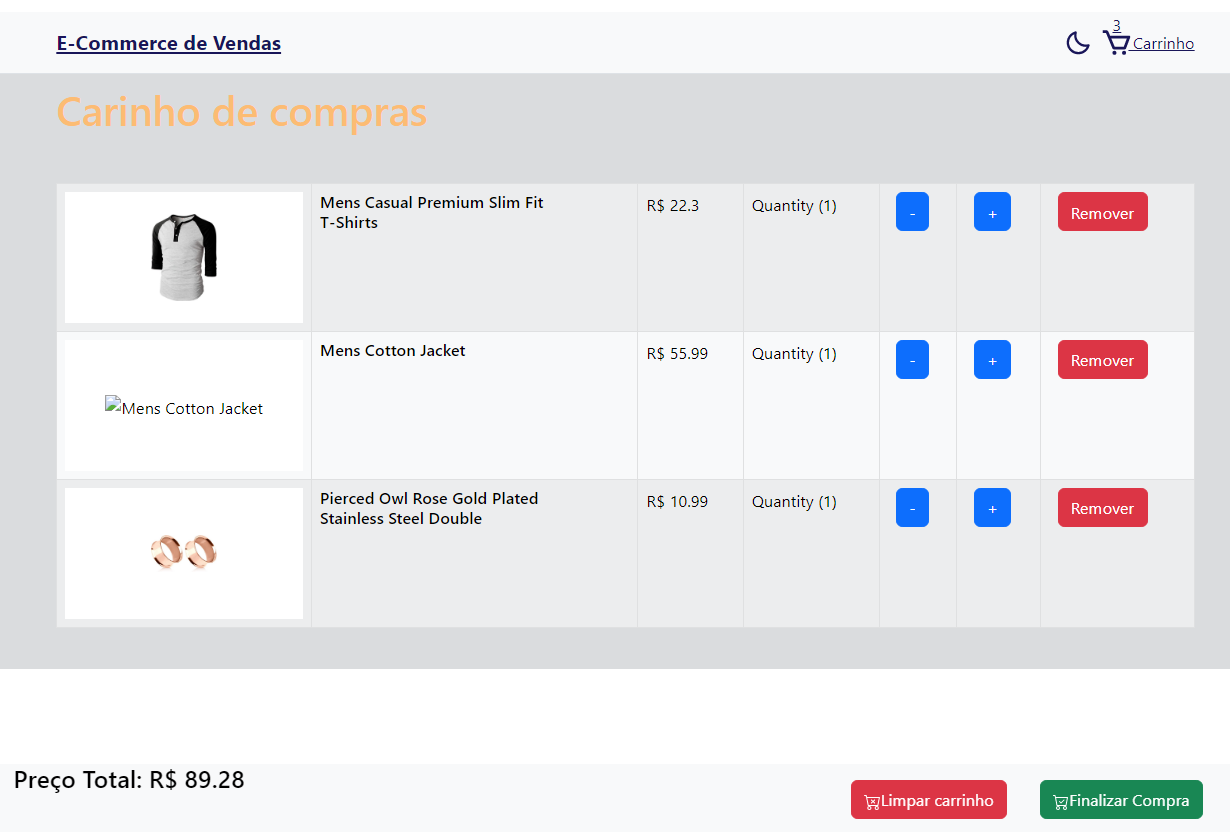 E-Commerce de Vendas
3
Carrinho
Carinho de compras
Mens Casual Premium Slim Fit
T-Shirts
R$ 22.3
Quantity (1)
-
+
Remover
Mens Cotton Jacket
Mens Cotton Jacket
R$ 55.99
Quantity (1)
-
+
Remover
Pierced Owl Rose Gold Plated
Stainless Steel Double
R$ 10.99
Quantity (1)
-
+
Remover
Preço Total: R$ 89.28
Limpar carrinho
Finalizar Compra